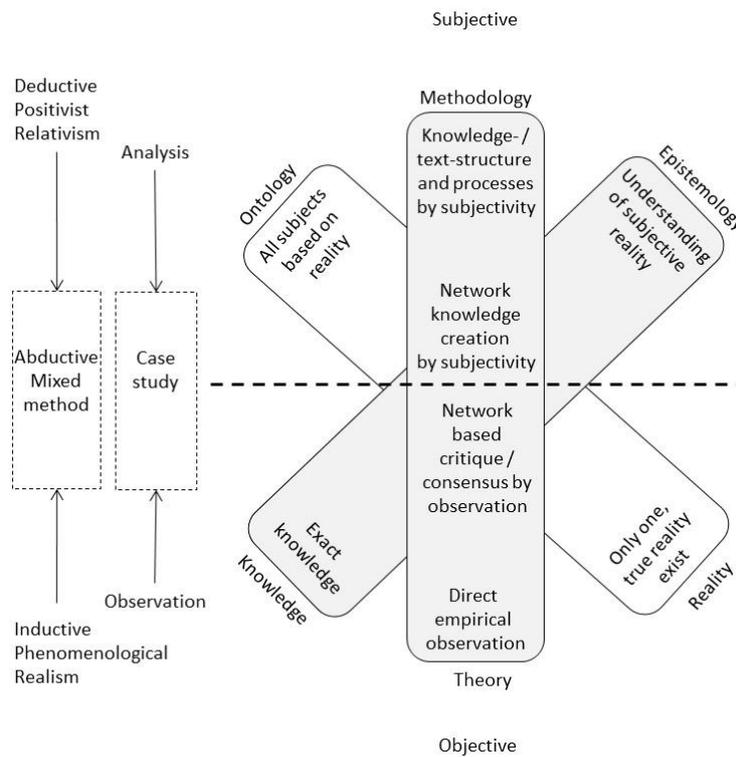 Subjective
Deductive
Positivist
Relativism
Analysis
Abductive
Mixed
method
Case
study
Observation
Inductive
Phenomenological
Realism
Ontology
All subjects
based on
reality
Methodology
Knowledge-/
text-structure
and processes
by subjectivity
Network
knowledge
creation
by subjectivity
Epistemology
Understanding
of subjective
reality
Network
based
critique /
consensus by
observation
Direct
empirical
observation
Theory
Exact
knowledge
Knowledge
Only one,
true reality
exist
Reality
Objective